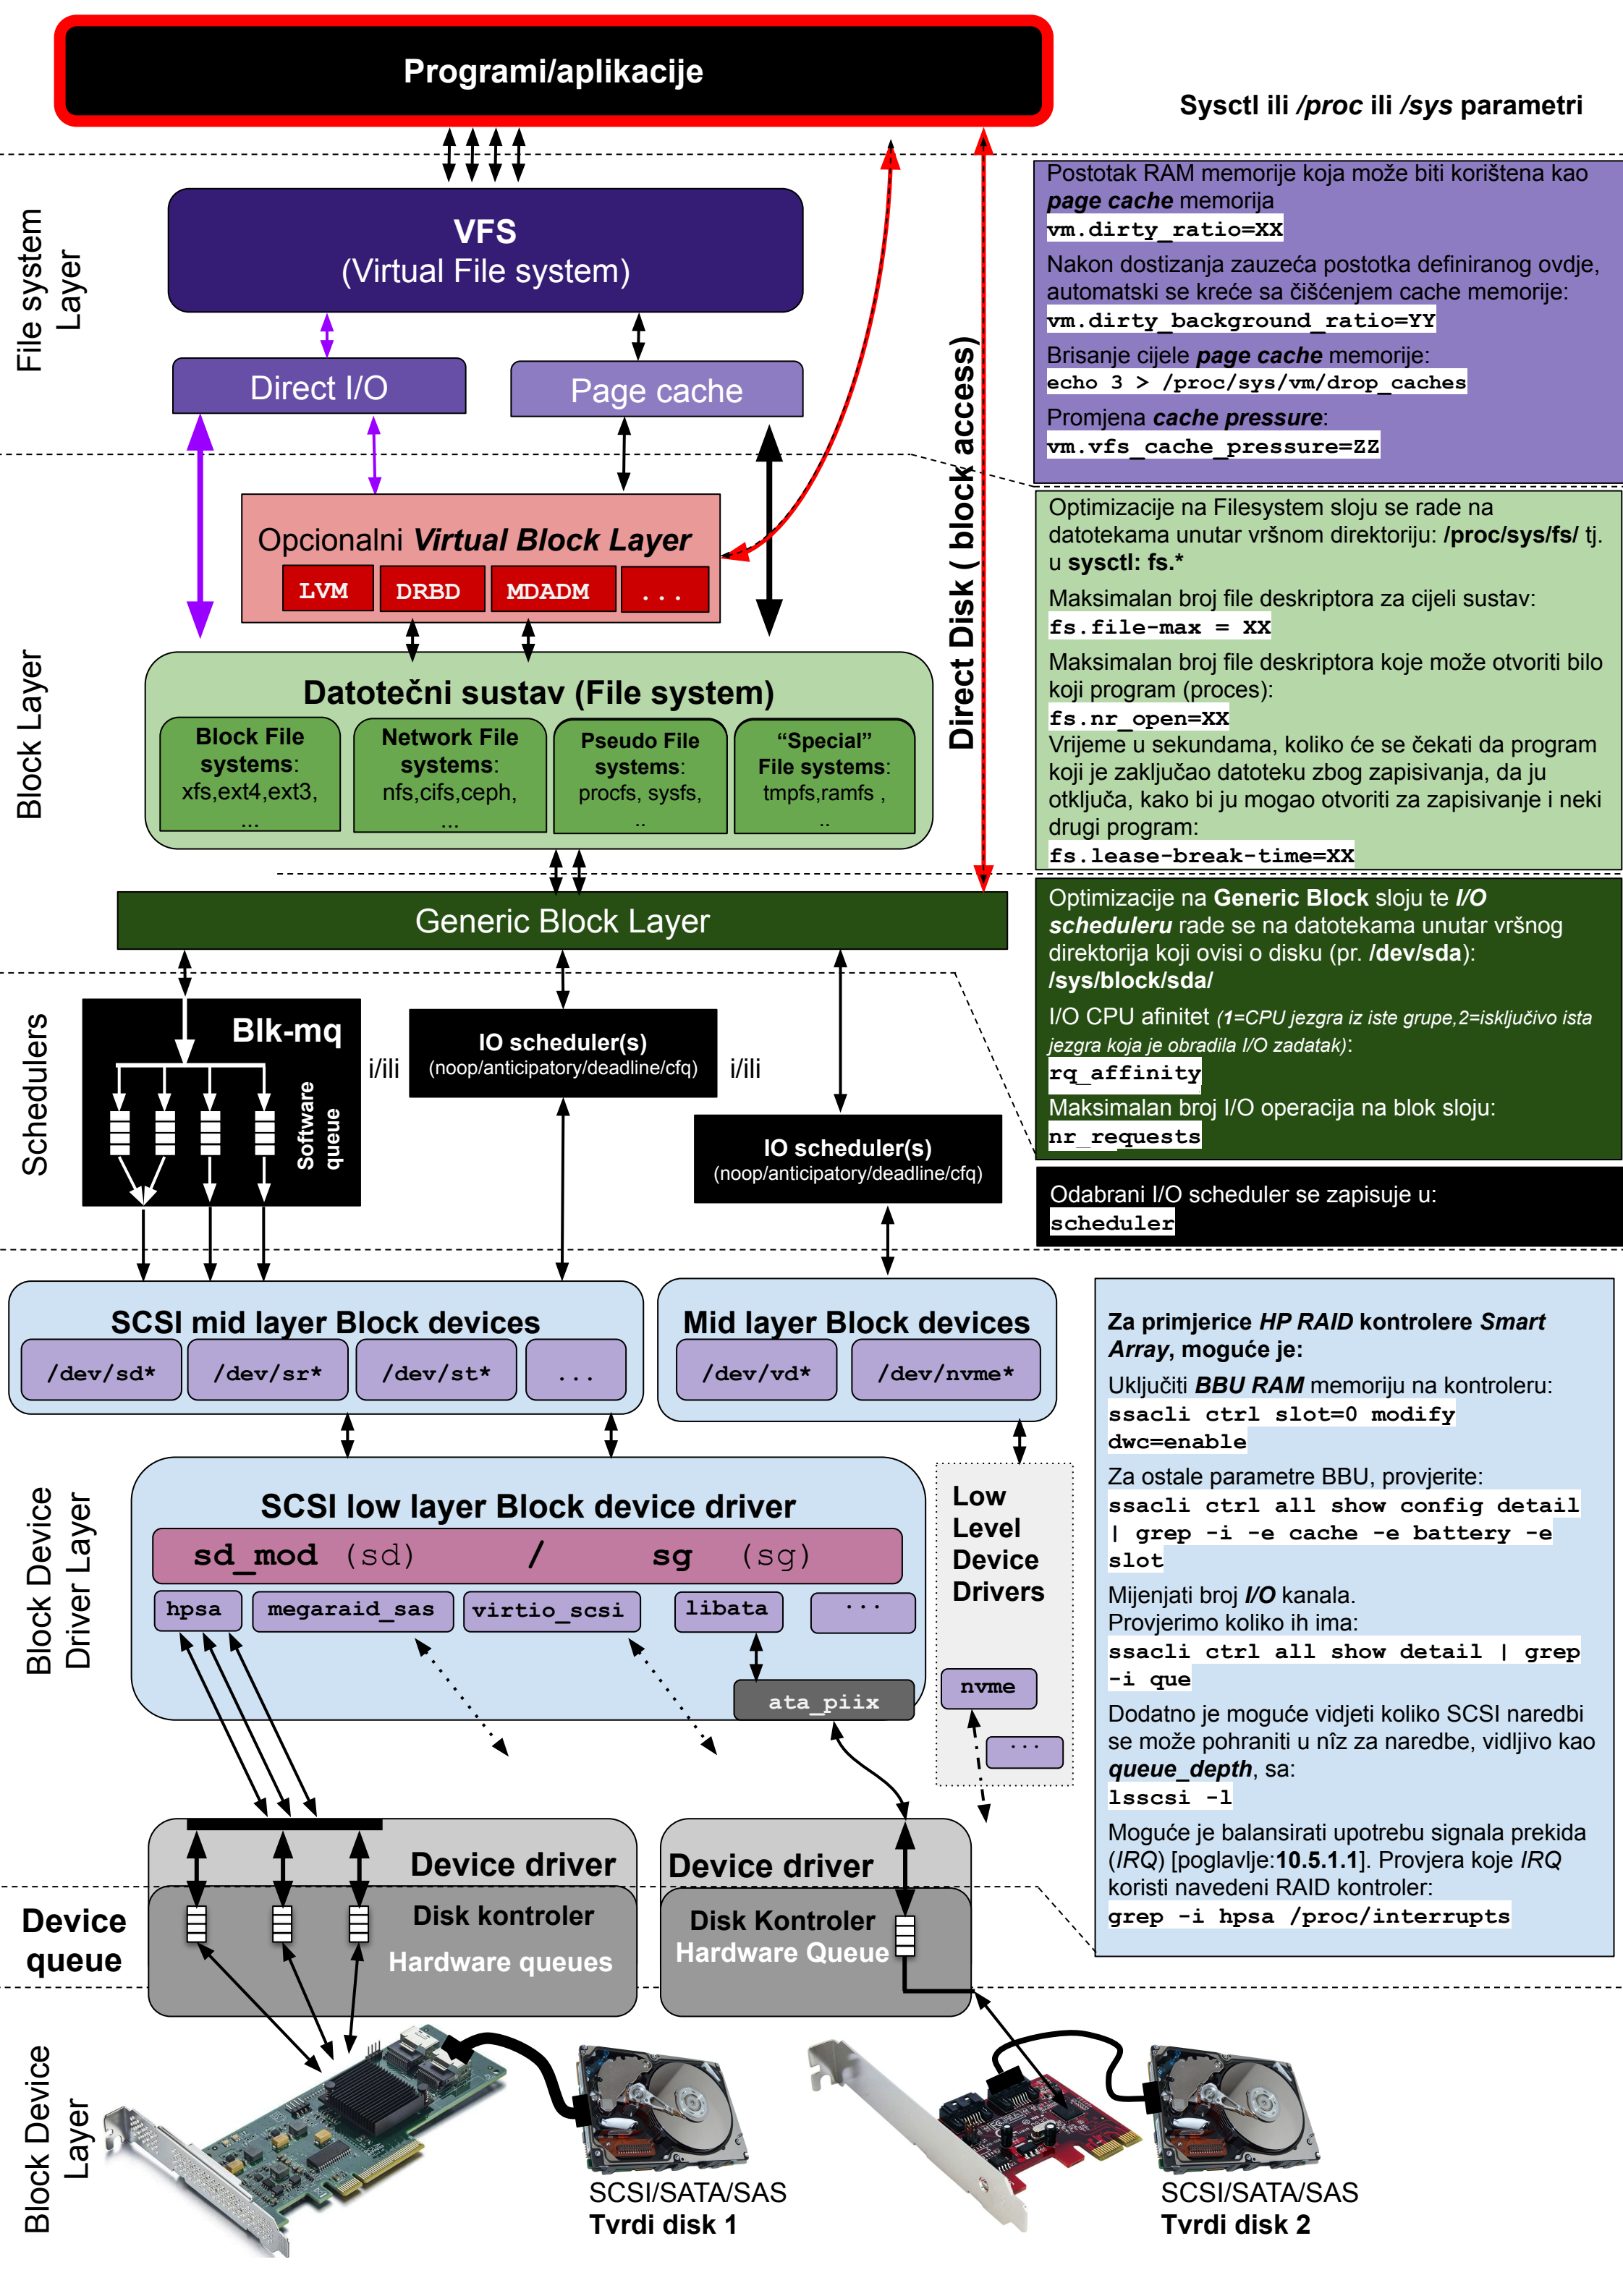 Programi/aplikacije
Sysctl ili /proc ili /sys parametri
File system
Layer
VFS
(Virtual File system)
Direct I/O
Page cache
Direct Disk ( block access)
Postotak RAM memorije koja može biti korištena kao
page cache memorija
vm.dirty_ratio=XX
Nakon dostizanja zauzeća postotka definiranog ovdje,
automatski se kreće sa čišćenjem cache memorije:
vm.dirty_background_ratio=YY
Brisanje cijele page cache memorije:
echo 3 > /proc/sys/vm/drop_caches
Promjena cache pressure:
vm.vfs_cache_pressure=ZZ
Block Layer
Opcionalni Virtual Block Layer
LVM
DRBD
MDADM
...
Datotečni sustav (File system)
Block File
systems:
xfs,ext4,ext3,
...
Network File
systems:
nfs,cifs,ceph,
...
Pseudo File
systems:
procfs, sysfs,
..
“Special”
File systems:
tmpfs,ramfs ,
..
Generic Block Layer
Optimizacije na Filesystem sloju se rade na
datotekama unutar vršnom direktoriju: /proc/sys/fs/ tj.
u sysctl: fs.*
Maksimalan broj file deskriptora za cijeli sustav:
fs.file-max = XX
Maksimalan broj file deskriptora koje može otvoriti bilo
koji program (proces):
fs.nr_open=XX
Vrijeme u sekundama, koliko će se čekati da program
koji je zaključao datoteku zbog zapisivanja, da ju
otključa, kako bi ju mogao otvoriti za zapisivanje i neki
drugi program:
fs.lease-break-time=XX
Optimizacije na Generic Block sloju te I/O
scheduleru rade se na datotekama unutar vršnog
direktorija koji ovisi o disku (pr. /dev/sda):
/sys/block/sda/
I/O CPU afinitet (1=CPU jezgra iz iste grupe,2=isključivo ista
jezgra koja je obradila I/O zadatak):
rq_affinity
Maksimalan broj I/O operacija na blok sloju:
nr_requests
Schedulers
Blk-mq
Software
queue
i/ili
IO scheduler(s)
(noop/anticipatory/deadline/cfq)
i/ili
IO scheduler(s)
(noop/anticipatory/deadline/cfq)
Odabrani I/O scheduler se zapisuje u:
scheduler
Block Device
Driver Layer
SCSI mid layer Block devices
/dev/sd*
/dev/sr*
/dev/st*
...
Mid layer Block devices
/dev/vd*
/dev/nvme*
SCSI low layer Block device driver
sd_mod (sd) / sg (sg)
hpsa
megaraid_sas
virtio_scsi
libata
...
ata_piix
Low
Level
Device
Drivers
nvme
...
Za primjerice HP RAID kontrolere Smart
Array, moguće je:
Uključiti BBU RAM memoriju na kontroleru:
ssacli ctrl slot=0 modify
dwc=enable
Za ostale parametre BBU, provjerite:
ssacli ctrl all show config detail
| grep -i -e cache -e battery -e
slot
Mijenjati broj I/O kanala.
Provjerimo koliko ih ima:
ssacli ctrl all show detail | grep
-i que
Dodatno je moguće vidjeti koliko SCSI naredbi
se može pohraniti u nîz za naredbe, vidljivo kao
queue_depth, sa:
lsscsi -l
Moguće je balansirati upotrebu signala prekida
(IRQ) [poglavlje:10.5.1.1]. Provjera koje IRQ
koristi navedeni RAID kontroler:
grep -i hpsa /proc/interrupts
Device driver
Device driver
Device
queue
Disk kontroler
Hardware queues
Disk Kontroler
Hardware Queue
Block Device
Layer
SCSI/SATA/SAS
Tvrdi disk 1
SCSI/SATA/SAS
Tvrdi disk 2